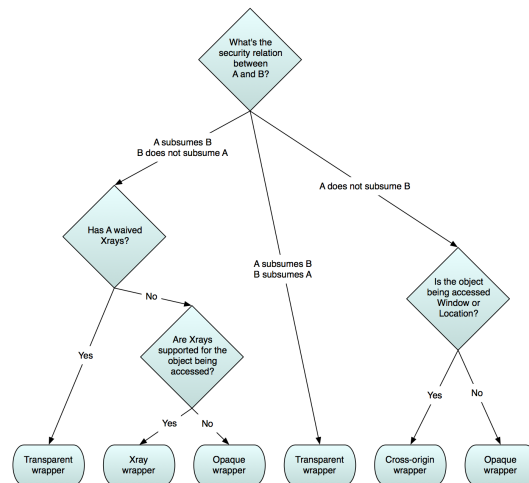 What's the
security relation
between
A and B?
A subsumes B
B does not subsume A
A does not subsume B
Has A waived
Xrays?
A subsumes B
B subsumes A
Is the object
being accessed
Window or
Location?
No
Are Xrays
supported for the
object being
accessed?
Yes
Yes
No
Yes
No
Transparent
wrapper
Xray
wrapper
Opaque
wrapper
Transparent
wrapper
Cross-origin
wrapper
Opaque
wrapper